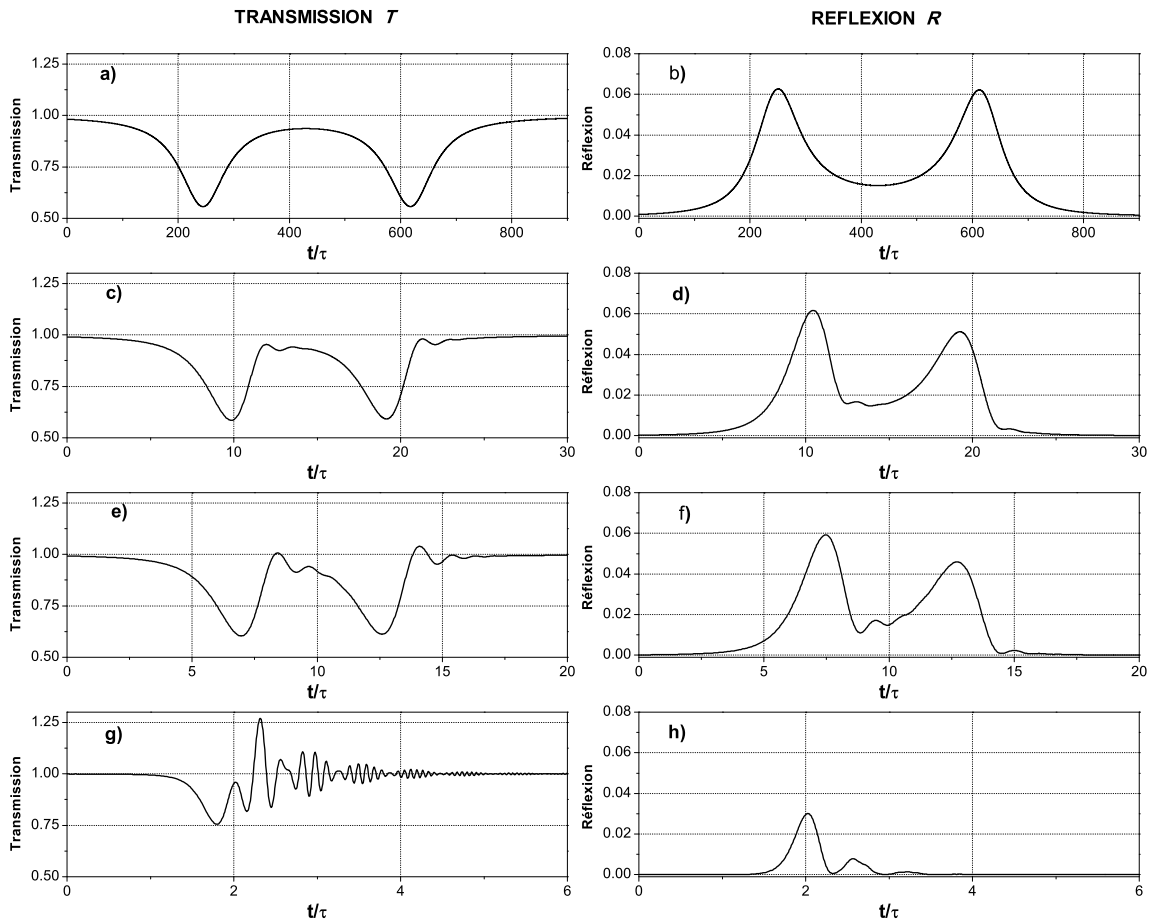 TRANSMISSION T
REFLEXION R
a)
Transmission
1.25
1.00
0.75
0.50
0 200 400 600 800
t/τ
b)
Réflexion
0.08
0.06
0.04
0.02
0.00
0 200 400 600 800
t/τ
c)
Transmission
1.25
1.00
0.75
0.50
0 10 20 30
t/τ
d)
Réflexion
0.08
0.06
0.04
0.02
0.00
0 10 20 30
t/τ
e)
Transmission
1.25
1.00
0.75
0.50
0 5 10 15 20
t/τ
f)
Réflexion
0.08
0.06
0.04
0.02
0.00
0 5 10 15 20
t/τ
g)
Transmission
1.25
1.00
0.75
0.50
0 2 4 6
t/τ
h)
Réflexion
0.08
0.06
0.04
0.02
0.00
0 2 4 6
t/τ